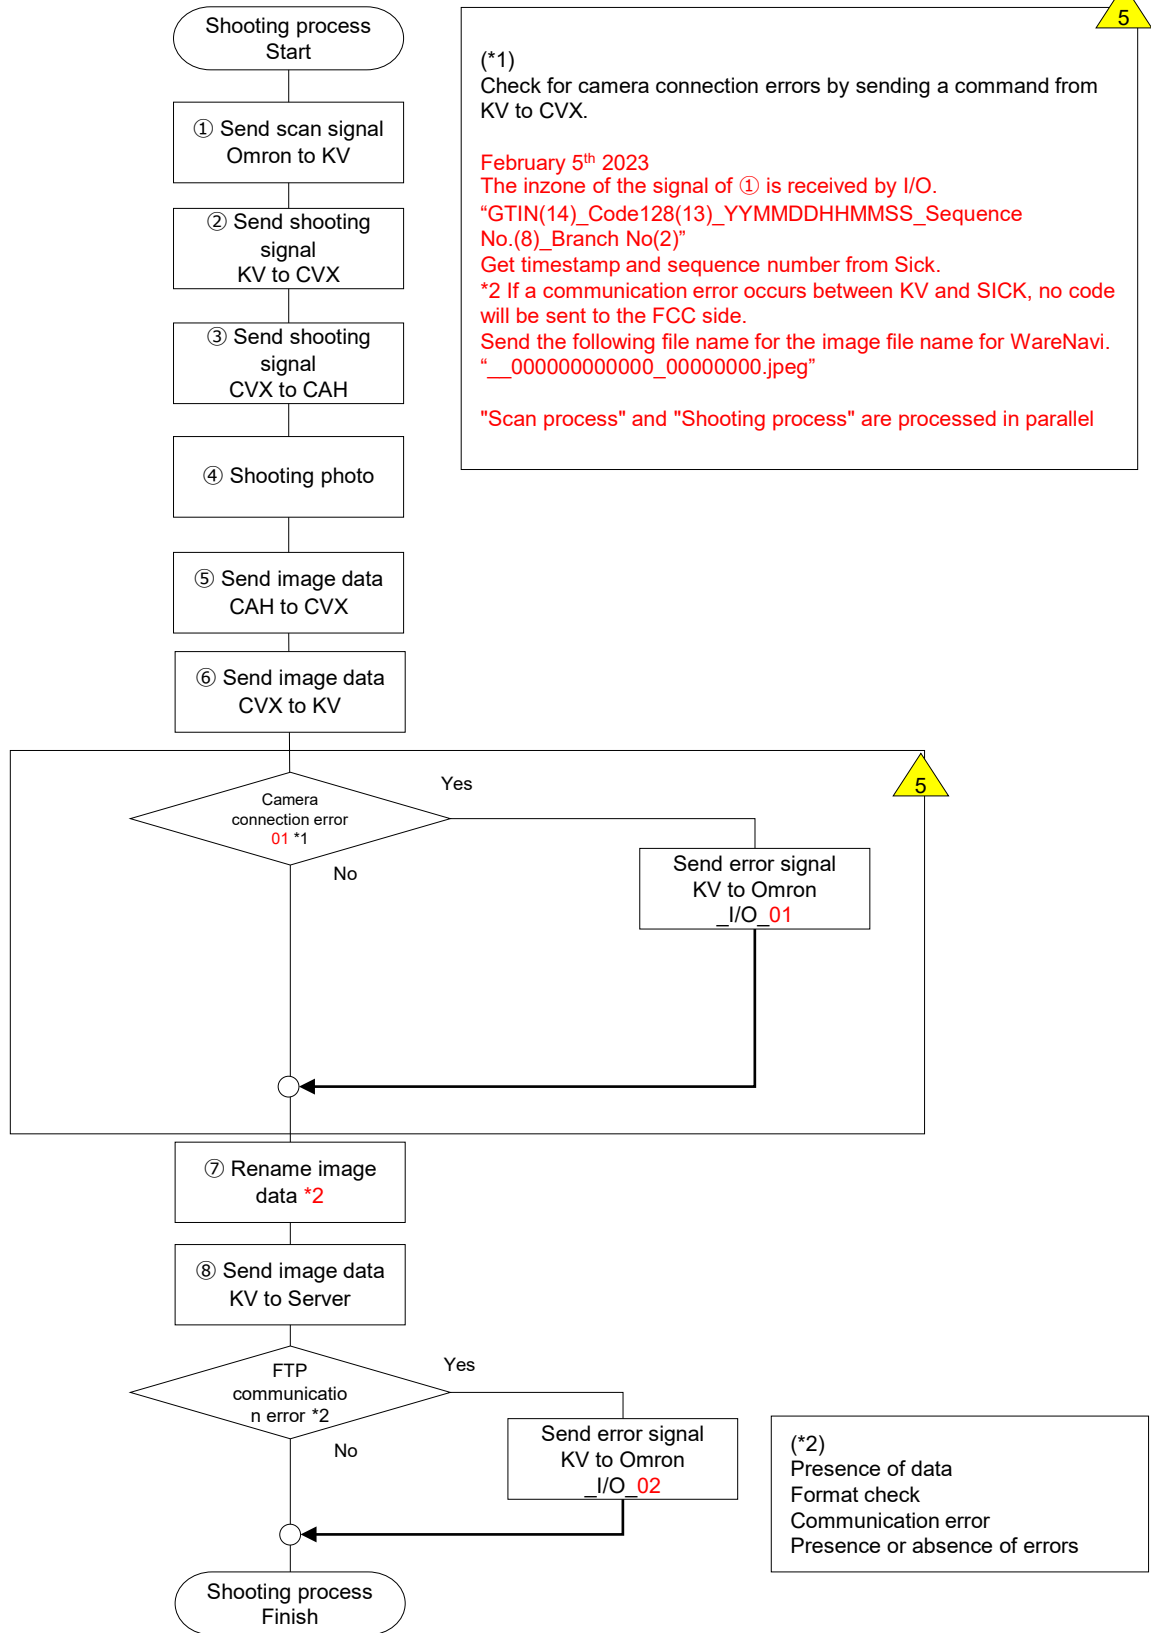 Shooting process
Start
① Send scan signal
Omron to KV
② Send shooting
signal
KV to CVX
③ Send shooting
signal
CVX to CAH
④ Shooting photo
⑤ Send image data
CAH to CVX
⑥ Send image data
CVX to KV
5
(*1)
Check for camera connection errors by sending a command from
KV to CVX.
February 5th 2023
The inzone of the signal of ① is received by I/O.
“GTIN(14)_Code128(13)_YYMMDDHHMMSS_Sequence
No.(8)_Branch No(2)”
Get timestamp and sequence number from Sick.
*2 If a communication error occurs between KV and SICK, no code
will be sent to the FCC side.
Send the following file name for the image file name for WareNavi.
“__000000000000_00000000.jpeg”
"Scan process" and "Shooting process" are processed in parallel
5
Camera
connection error
01 *1
Yes
No
Send error signal
KV to Omron
_I/O_01
⑦ Rename image
data *2
⑧ Send image data
KV to Server
FTP
communicatio
n error *2
Yes
No
Send error signal
KV to Omron
_I/O_02
(*2)
Presence of data
Format check
Communication error
Presence or absence of errors
Shooting process
Finish